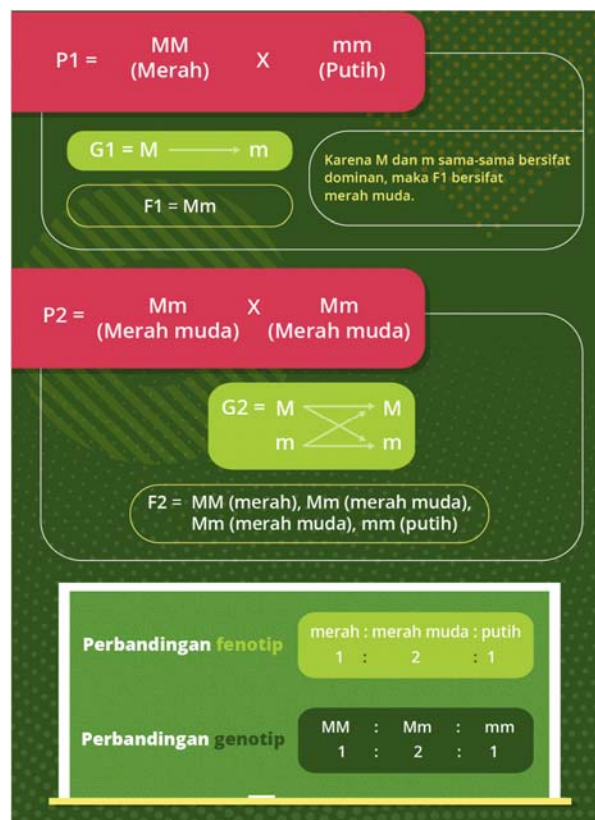 P1 = MM X mm
(Merah) (Putih)
G1 = M m
F1 = Mm
Karena M dan m sama-sama bersifat
dominan, maka F1 bersifat
merah muda.
P2 = Mm X Mm
(Merah muda) (Merah muda)
G2 = M M
m m
F2 = MM (merah), Mm (merah muda),
Mm (merah muda), mm (putih)
Perbandingan fenotip
merah : merah muda : putih
1 : 2 : 1
Perbandingan genotip
MM : Mm : mm
1 : 2 : 1